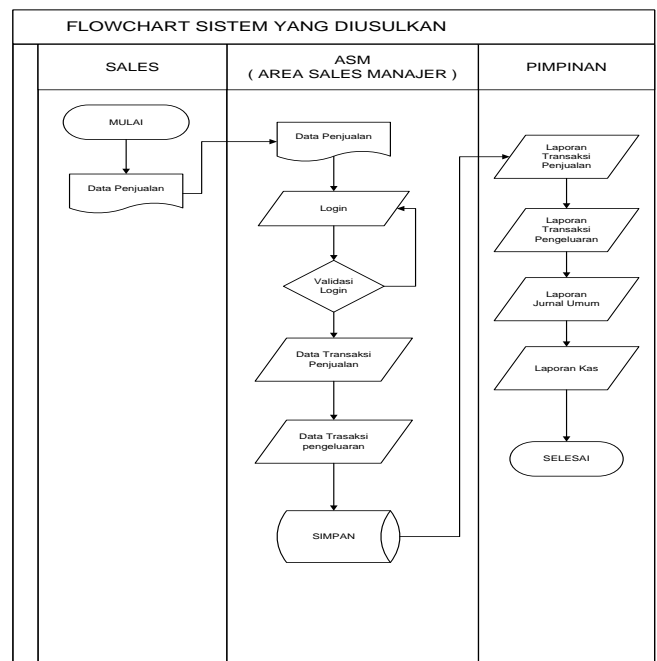 FLOWCHART SISTEM YANG DIUSULKAN
SALES
ASM
( AREA SALES MANAJER )
PIMPINAN
MULAI
Data Penjualan
Data Penjualan
Login
Validasi
Login
Data Transaksi
Penjualan
Data Trasaksi
pengeluaran
SIMPAN
Laporan
Transaksi
Penjualan
Laporan
Transaksi
Pengeluaran
Laporan
Jurnal Umum
Laporan Kas
SELESAI